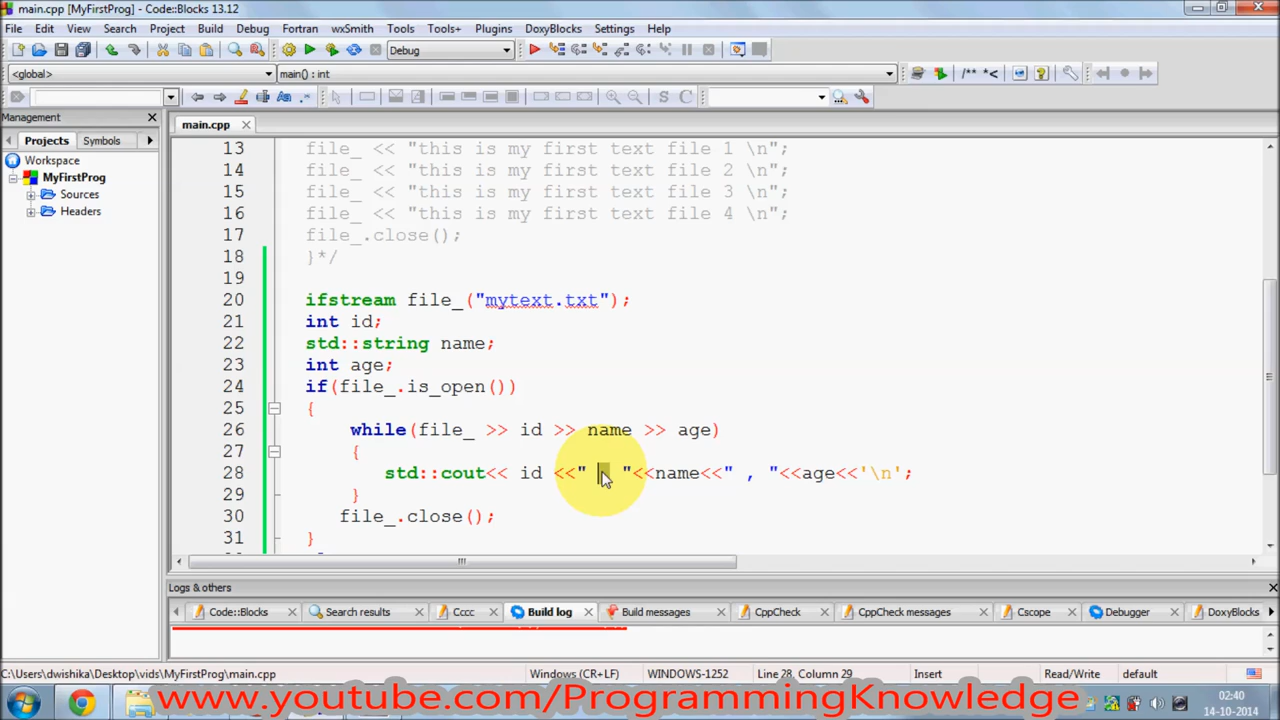 main.cpp [MyFirstProg] - Code::Blocks 13.12
File Edit View Search Project Build Debug Fortran wxSmith Tools Tools+ Plugins DoxyBlocks Settings Help
Debug
<global> main() : int /** *<
Management
main.cpp
Projects Symbols
Workspace
MyFirstProg
Sources
Headers
13 file_ << "this is my first text file 1 \n";
14 file_ << "this is my first text file 2 \n";
15 file_ << "this is my first text file 3 \n";
16 file_ << "this is my first text file 4 \n";
17 file_.close();
18 }*/
19
20 ifstream file_("mytext.txt");
21 int id;
22 std::string name;
23 int age;
24 if(file_.is_open())
25 {
26 while(file_ >> id >> name >> age)
27 {
28 std::cout<< id <<" , "<<name<<" , "<<age<<'\n';
29 }
30 file_.close();
31 }
Logs & others
Code::Blocks Search results Cccc Build log Build messages CppCheck CppCheck messages Cscope Debugger DoxyBlocks
C:\Users\dwishika\Desktop\vids\MyFirstProg\main.cpp Windows (CR+LF) WINDOWS-1252 Line 28, Column 29 Insert Read/Write default
www.youtube.com/ProgrammingKnowledge
02:40
14-10-2014